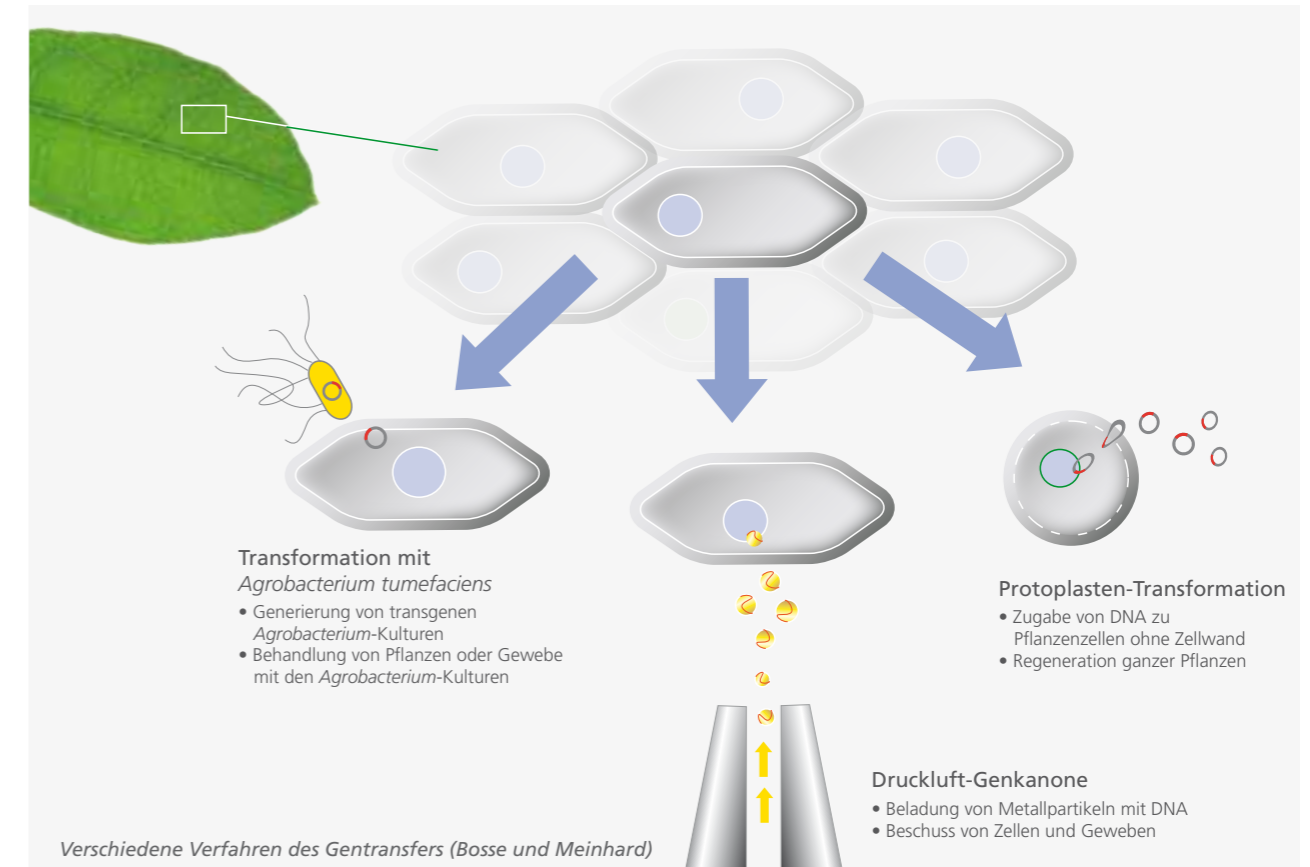 Transformation mit
Agrobacterium tumefaciens
• Generierung von transgenen
Agrobacterium-Kulturen
• Behandlung von Pflanzen oder Gewebe
mit den Agrobacterium-Kulturen
Protoplasten-Transformation
• Zugabe von DNA zu
Pflanzenzellen ohne Zellwand
• Regeneration ganzer Pflanzen
Druckluft-Genkanone
• Beladung von Metallpartikeln mit DNA
• Beschuss von Zellen und Geweben
Verschiedene Verfahren des Gentransfers (Bosse und Meinhard)